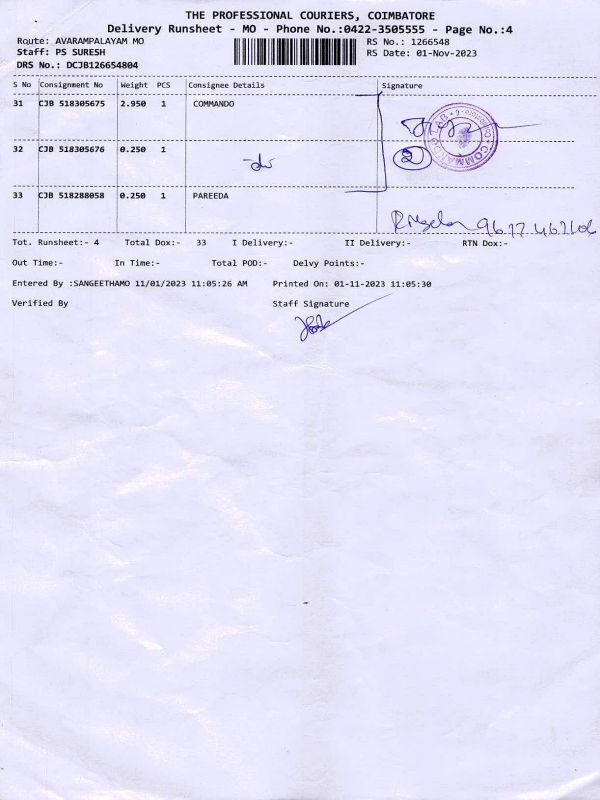 THE PROFESSIONAL COURIERS, COIMBATORE
Delivery Runsheet - MO - Phone No.:0422-3505555 - Page No.:4
Route: AVARAMPALAYAM MO RS No.: 1266548
Staff: PS SURESH RS Date: 01-Nov-2023
DRS No.: DCJB126654804
S No Consignment No Weight PCS Consignee Details Signature
31 CJB 518305675 2.950 1 COMMANDO
32 CJB 518305676 0.250 1 -do
2
33 CJB 518288058 0.250 1 PAREEDA
Tot. Runsheet:- 4 Total Dox:- 33 I Delivery:- II Delivery:- RTN Dox:-
Out Time:- In Time:- Total POD:- Delvy Points:-
Entered By :SANGEETHAMO 11/01/2023 11:05:26 AM Printed On: 01-11-2023 11:05:30
Verified By Staff Signature